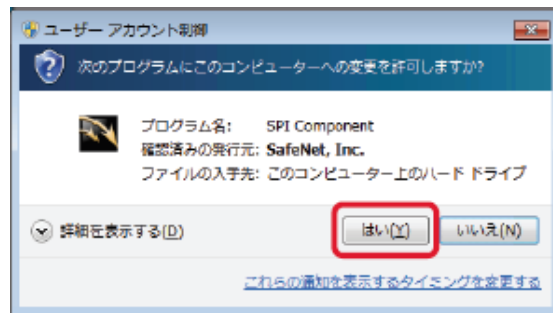 ユーザー アカウント制御
次のプログラムにこのコンピューターへの変更を許可しますか?
プログラム名: SPI Component
確認済みの発行元: SafeNet, Inc.
ファイルの入手先: このコンピューター上のハード ドライブ
詳細を表示する(D)
はい(Y)
いいえ(N)
これらの通知を表示するタイミングを変更する